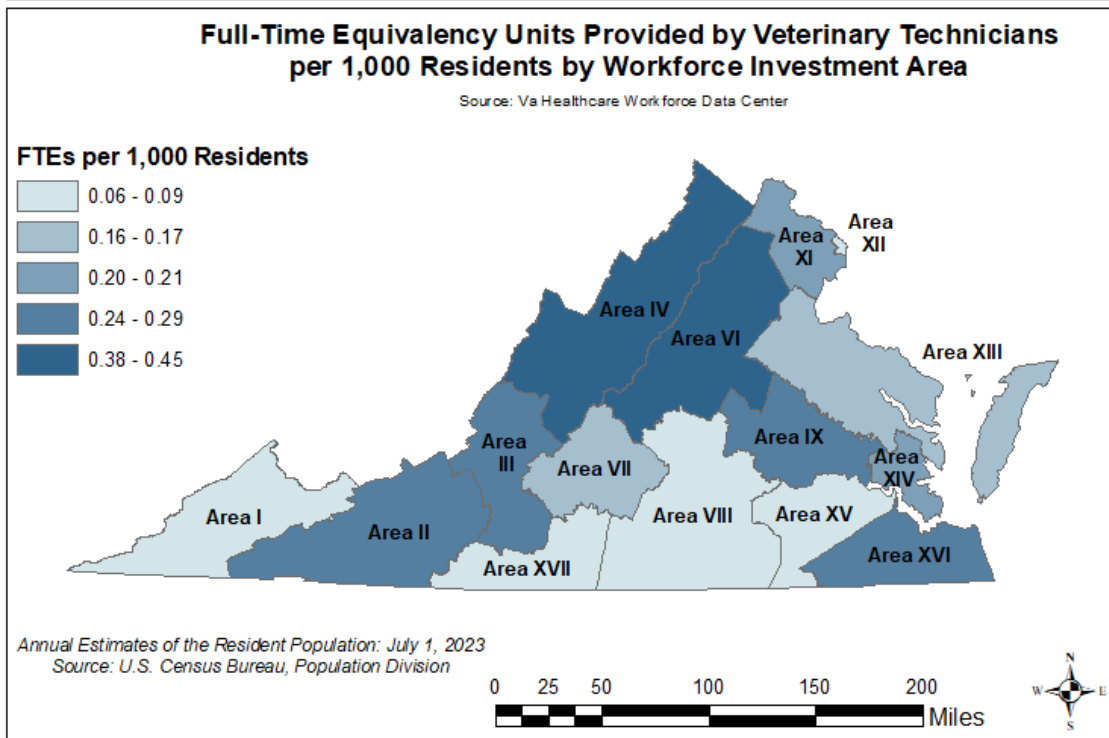 Full-Time Equivalency Units Provided by Veterinary Technicians
per 1,000 Residents by Workforce Investment Area
Source: Va Healthcare Workforce Data Center
FTEs per 1,000 Residents
0.06 - 0.09
0.16 - 0.17
0.20 - 0.21
0.24 - 0.29
0.38 - 0.45
Area
XII
Area
XI
Area IV
Area VI
Area XIII
Area
III
Area IX
Area VII
Area
XIV
Area I
Area VIII
Area XV
Area II
Area XVI
Area XVII
Annual Estimates of the Resident Population: July 1, 2023
Source: U.S. Census Bureau, Population Division
0 25 50 100 150 200
Miles
N
W E
S